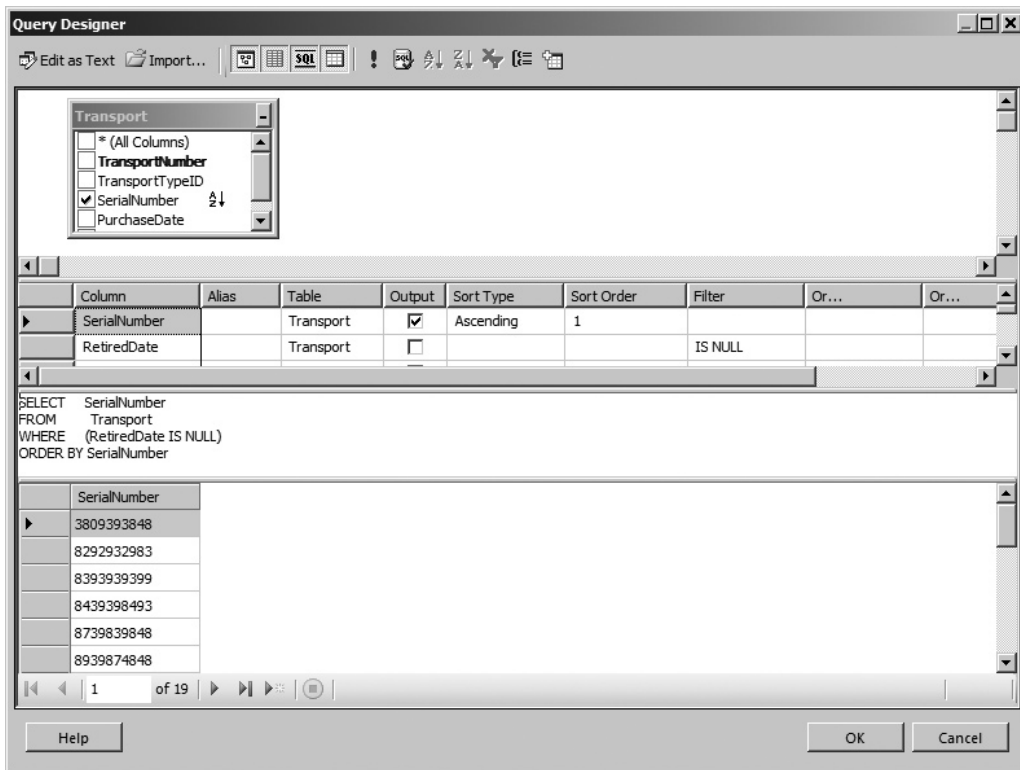 Query Designer
Edit as Text Import... SQL SQL
Transport
* (All Columns)
TransportNumber
TransportTypeID
SerialNumber
PurchaseDate
Column Alias Table Output Sort Type Sort Order Filter Or... Or...
SerialNumber Transport Ascending 1
RetiredDate Transport IS NULL
SELECT SerialNumber
FROM Transport
WHERE (RetiredDate IS NULL)
ORDER BY SerialNumber
SerialNumber
3809393848
8292932983
8393939399
8439398493
8739839848
8939874848
1 of 19
Help OK Cancel